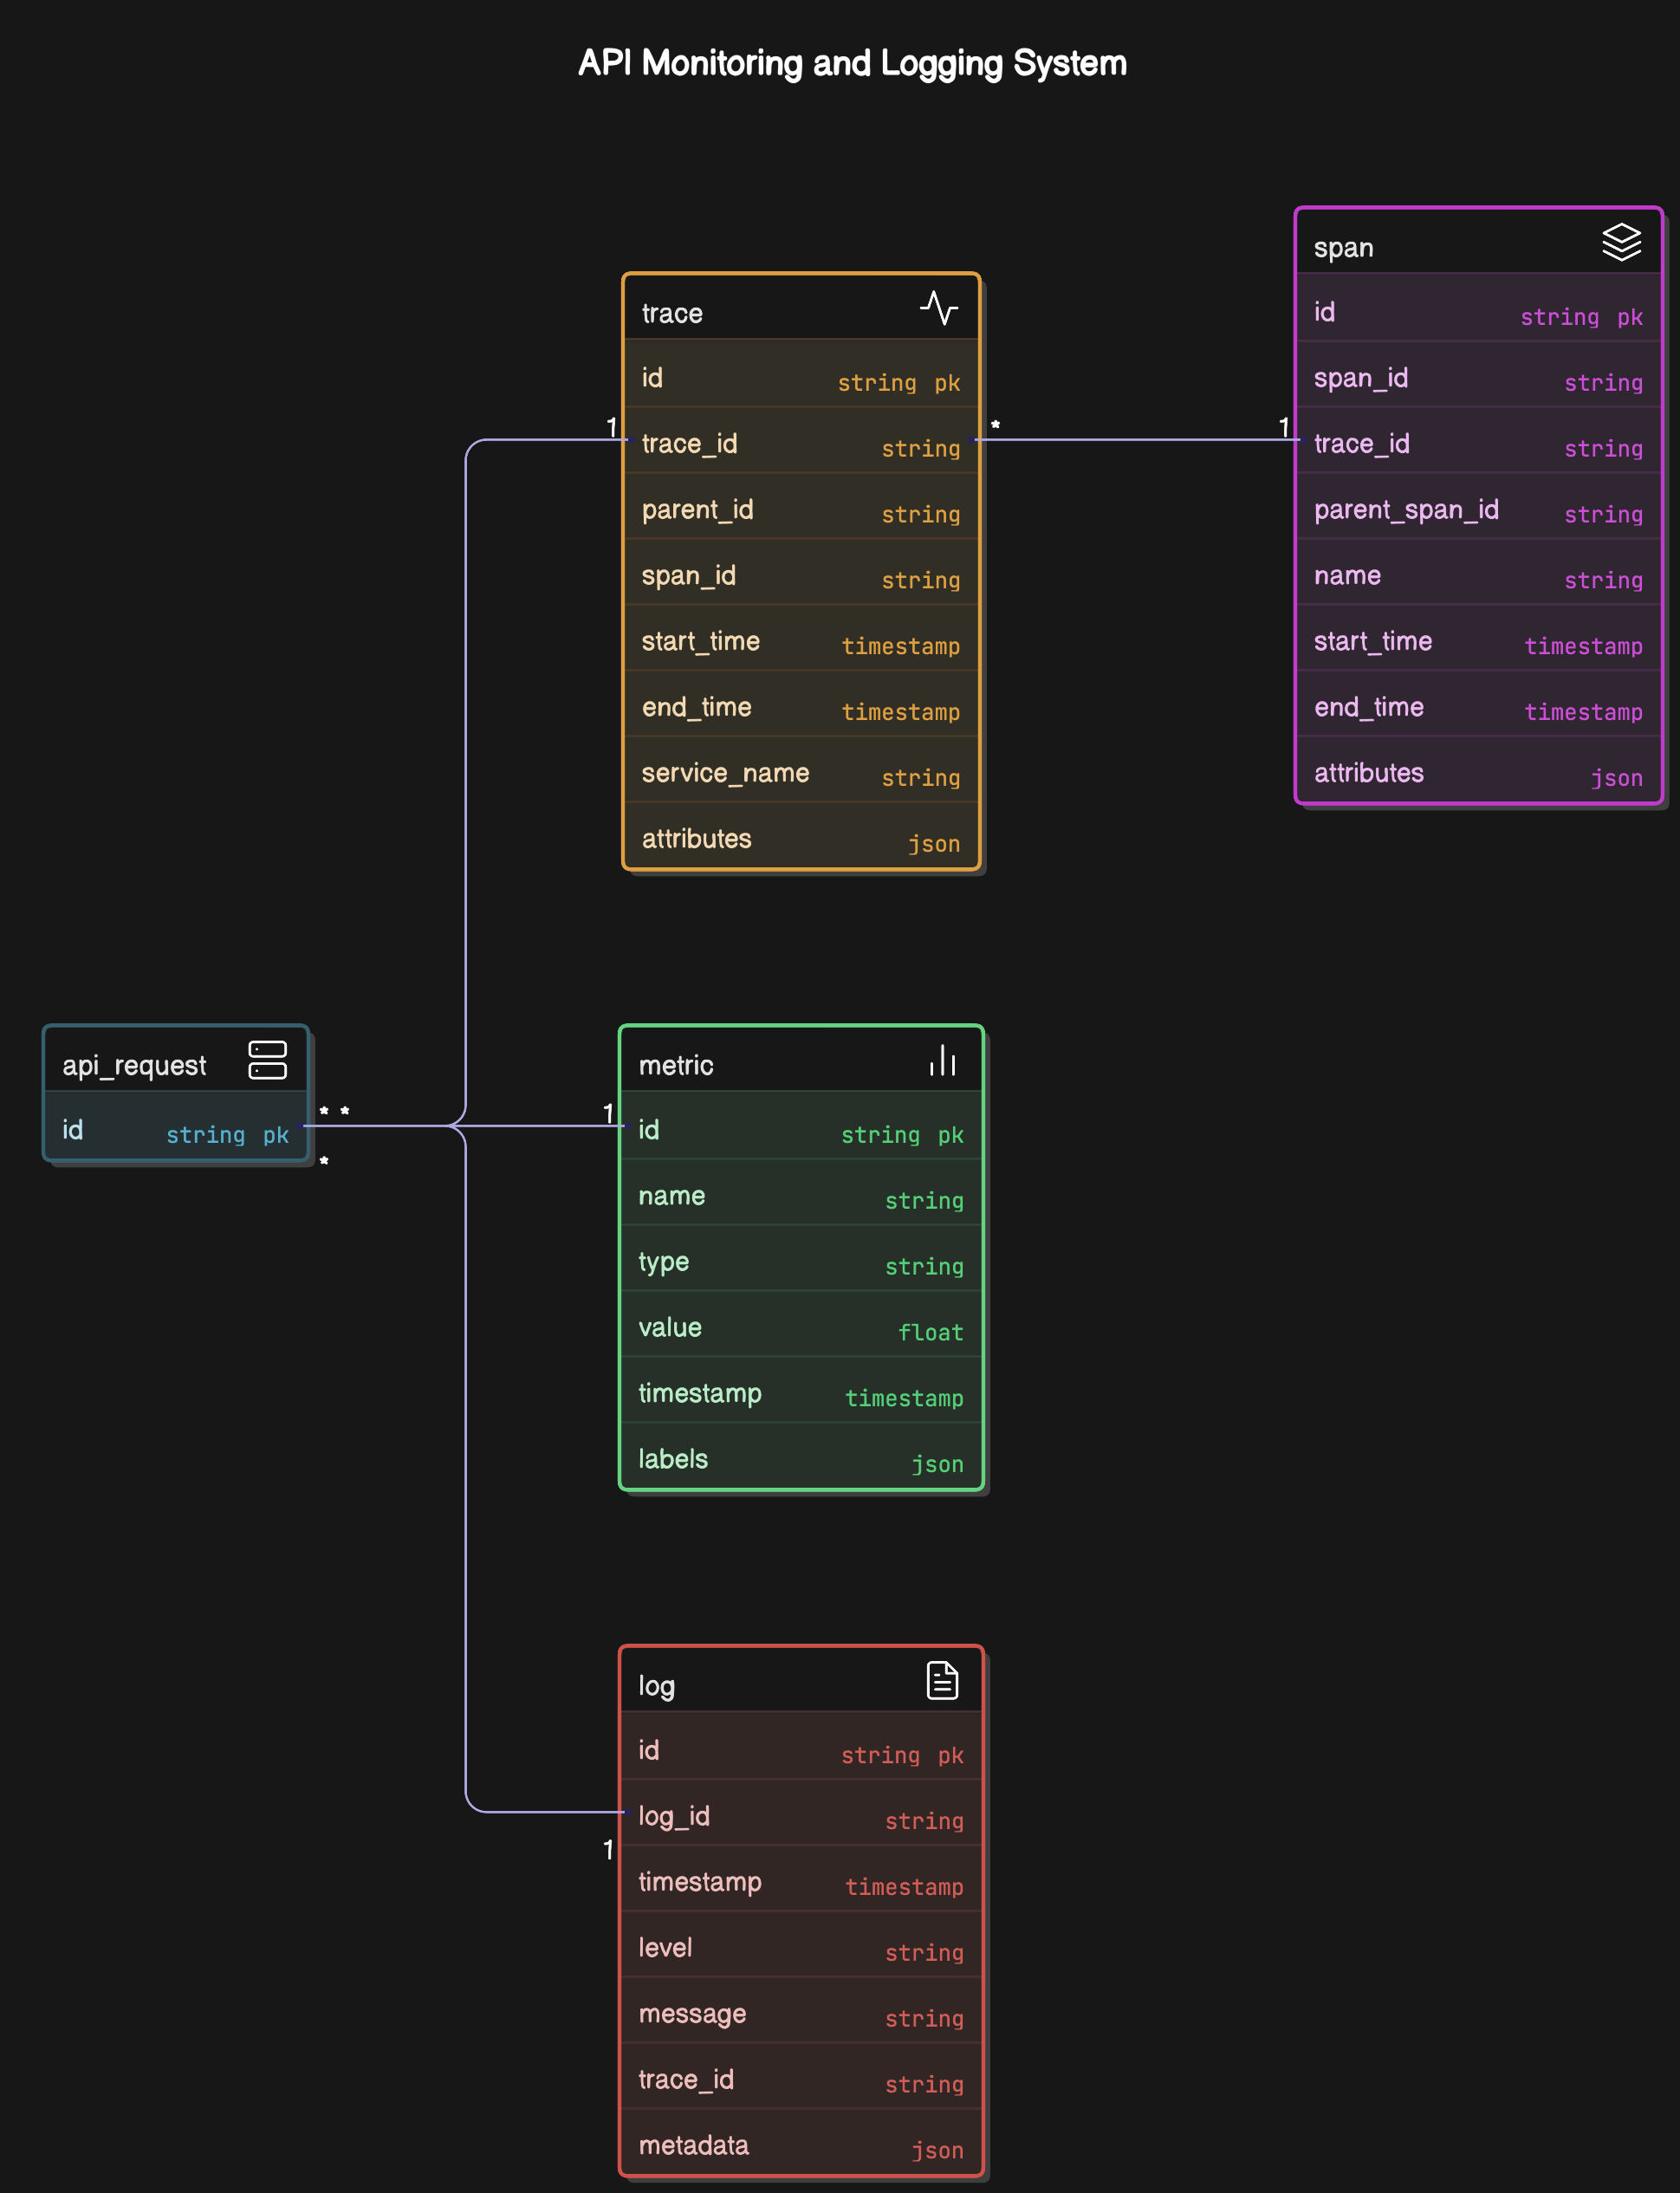 API Monitoring and Logging System
span
id string pk
span_id string
trace_id string
parent_span_id string
name string
start_time timestamp
end_time timestamp
attributes json
trace
id string pk
1 trace_id string * 1
parent_id string
span_id string
start_time timestamp
end_time timestamp
service_name string
attributes json
api_request
id string pk * *
*
metric
1 id string pk
name string
type string
value float
timestamp timestamp
labels json
log
id string pk
log_id string
1
timestamp timestamp
level string
message string
trace_id string
metadata json